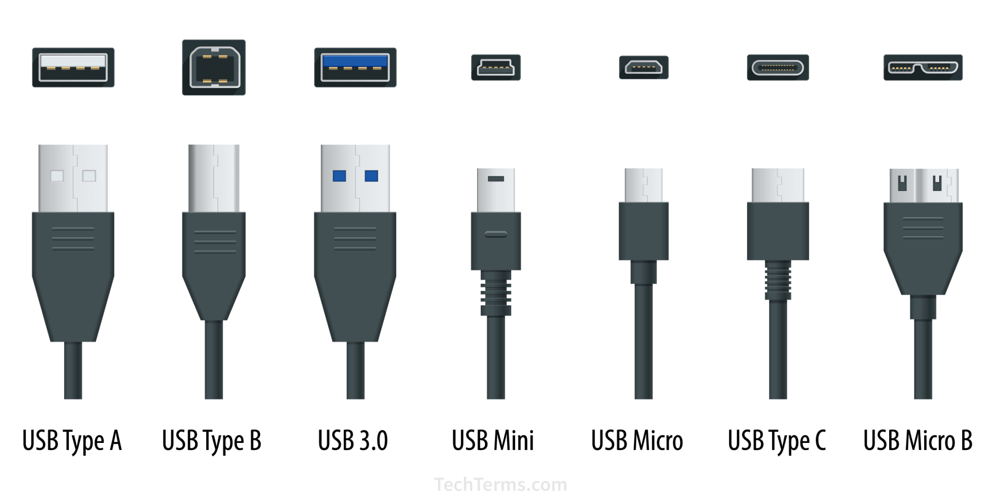 USB Type A
USB Type B
USB 3.0
USB Mini
USB Micro
USB Type C
USB Micro B
TechTerms.com